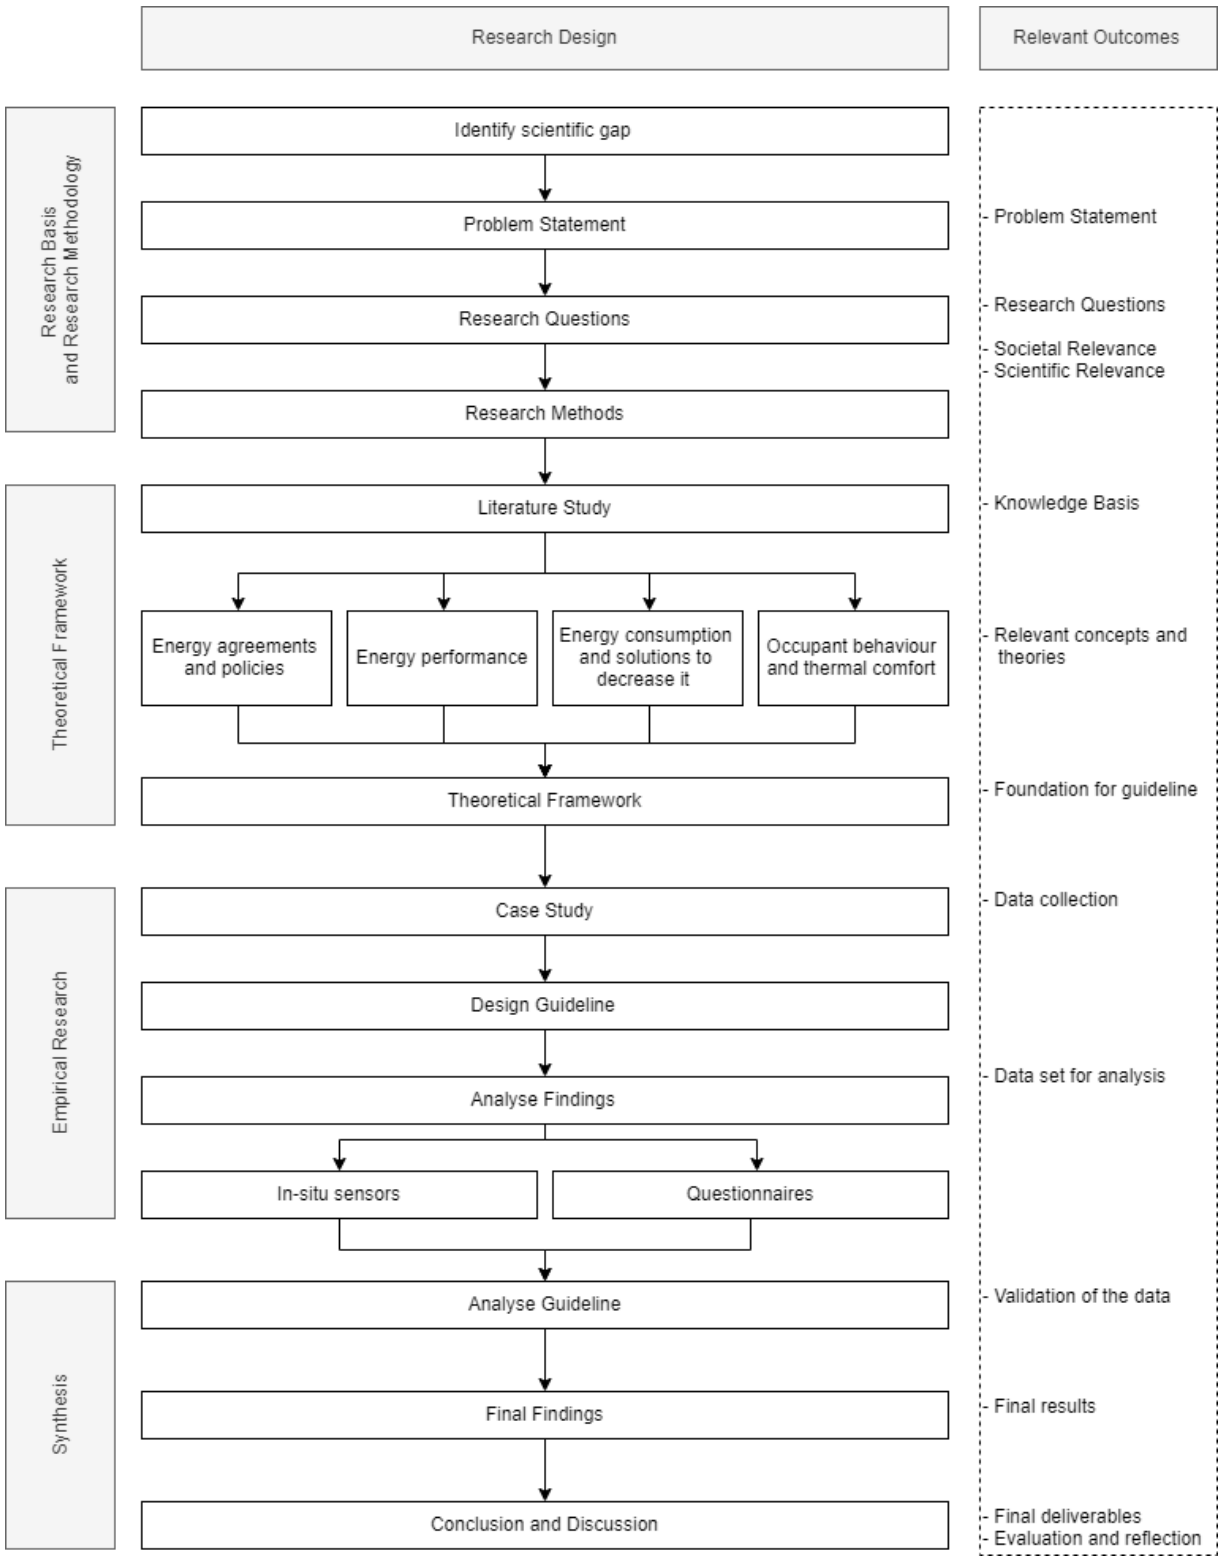 Research Design
Relevant Outcomes
Research Basis
and Research Methodology
Identify scientific gap
Problem Statement
- Problem Statement
Research Questions
- Research Questions
- Societal Relevance
- Scientific Relevance
Research Methods
Theoretical Framework
Literature Study
- Knowledge Basis
Energy agreements
and policies
Energy performance
Energy consumption
and solutions to
decrease it
Occupant behaviour
and thermal comfort
- Relevant concepts and
theories
Theoretical Framework
- Foundation for guideline
Empirical Research
Case Study
- Data collection
Design Guideline
Analyse Findings
- Data set for analysis
In-situ sensors
Questionnaires
Synthesis
Analyse Guideline
- Validation of the data
Final Findings
- Final results
Conclusion and Discussion
- Final deliverables
- Evaluation and reflection